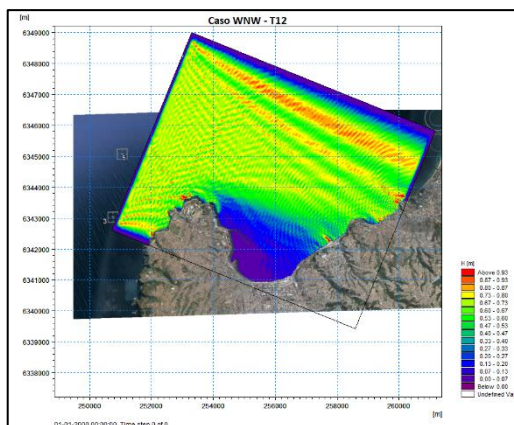 Caso WNW - T12
[m]
6349000
6348000
6347000
6346000
6345000
6344000
6343000
6342000
6341000
6340000
6339000
6338000
250000 252000 254000 256000 258000 260000
[m]
3
H [m]
Above 0.93
0.87 - 0.93
0.80 - 0.87
0.73 - 0.80
0.67 - 0.73
0.60 - 0.67
0.53 - 0.60
0.47 - 0.53
0.40 - 0.47
0.33 - 0.40
0.27 - 0.33
0.20 - 0.27
0.13 - 0.20
0.07 - 0.13
0.00 - 0.07
Below 0.00
Undefined Val